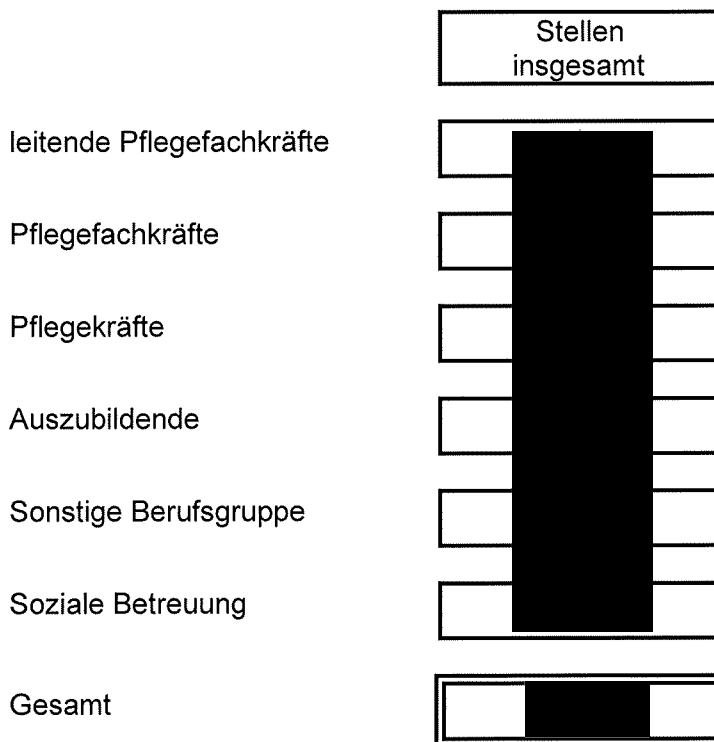 Stellen
insgesamt
leitende Pflegefachkräfte
Pflegefachkräfte
Pflegekräfte
Auszubildende
Sonstige Berufsgruppe
Soziale Betreuung
Gesamt